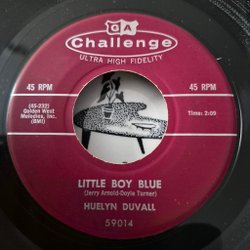 GA
Challenge
ULTRA HIGH FIDELITY
45 RPM
45 RPM
(45-232)
Golden West
Melodies, Inc.
(BMI)
Time: 2:09
LITTLE BOY BLUE
(Jerry Arnold-Doyle Turner)
HUELYN DUVALL
59014